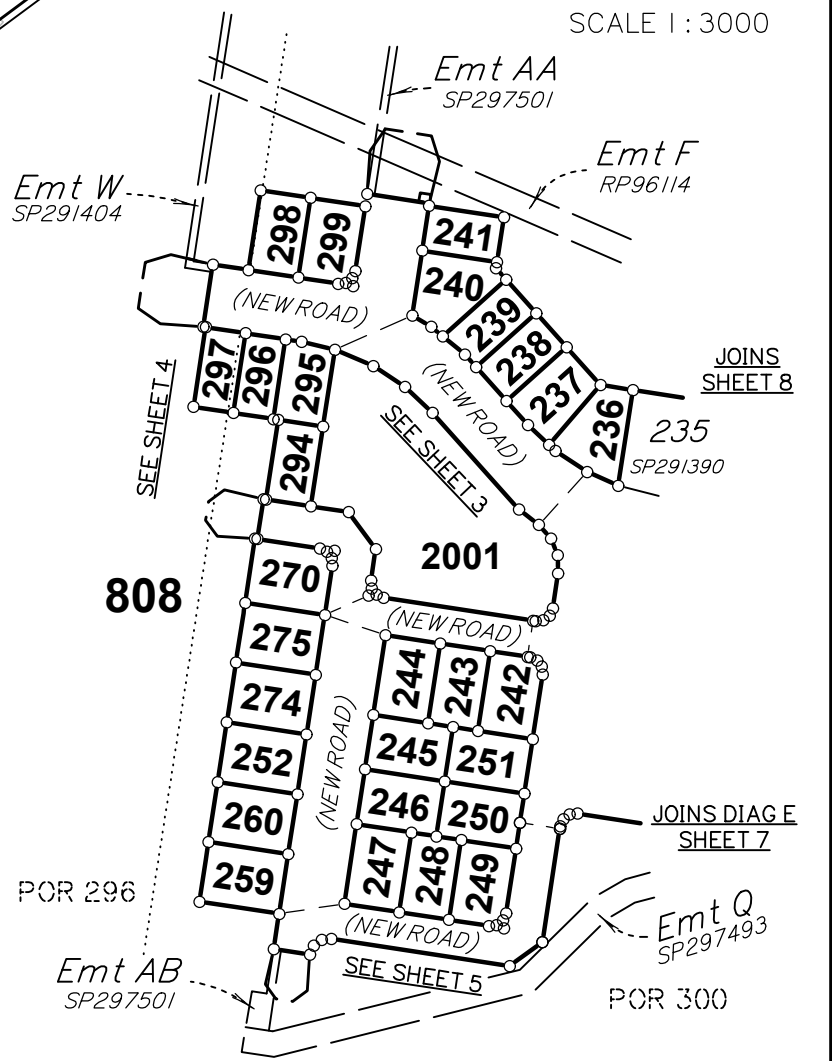 SCALE 1:3000
Emt AA
SP297501
Emt F
RP96114
Emt W
SP291404
298
299
241
240
(NEW ROAD)
239
238
237
236
235
SP291390
JOINS
SHEET 8
297
296
295
294
(NEW ROAD)
SEE SHEET 4
SEE SHEET 3
2001
808
270
275
274
252
260
259
(NEW ROAD)
(NEW ROAD)
244
243
242
245
251
246
250
247
248
249
(NEW ROAD)
SEE SHEET 5
JOINS DIAG E
SHEET 7
POR 296
Emt Q
SP297493
Emt AB
SP297501
POR 300